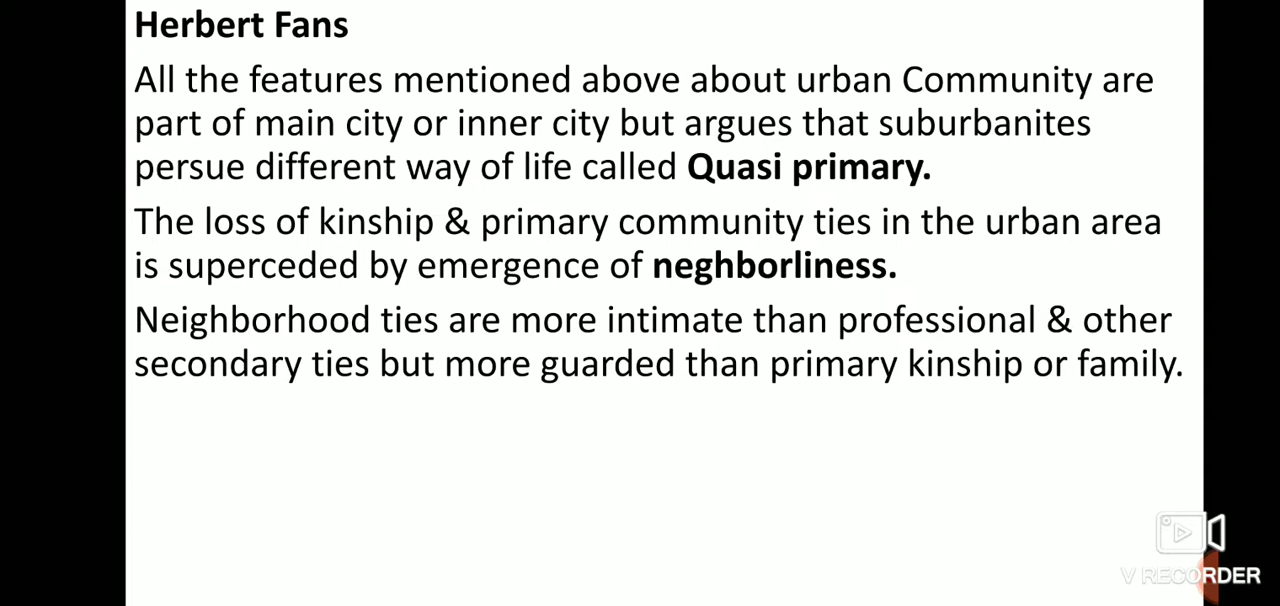 Herbert Fans
All the features mentioned above about urban Community are
part of main city or inner city but argues that suburbanites
persue different way of life called Quasi primary.
The loss of kinship & primary community ties in the urban area
is superceded by emergence of neghborliness.
Neighborhood ties are more intimate than professional & other
secondary ties but more guarded than primary kinship or family.
V RECORDER